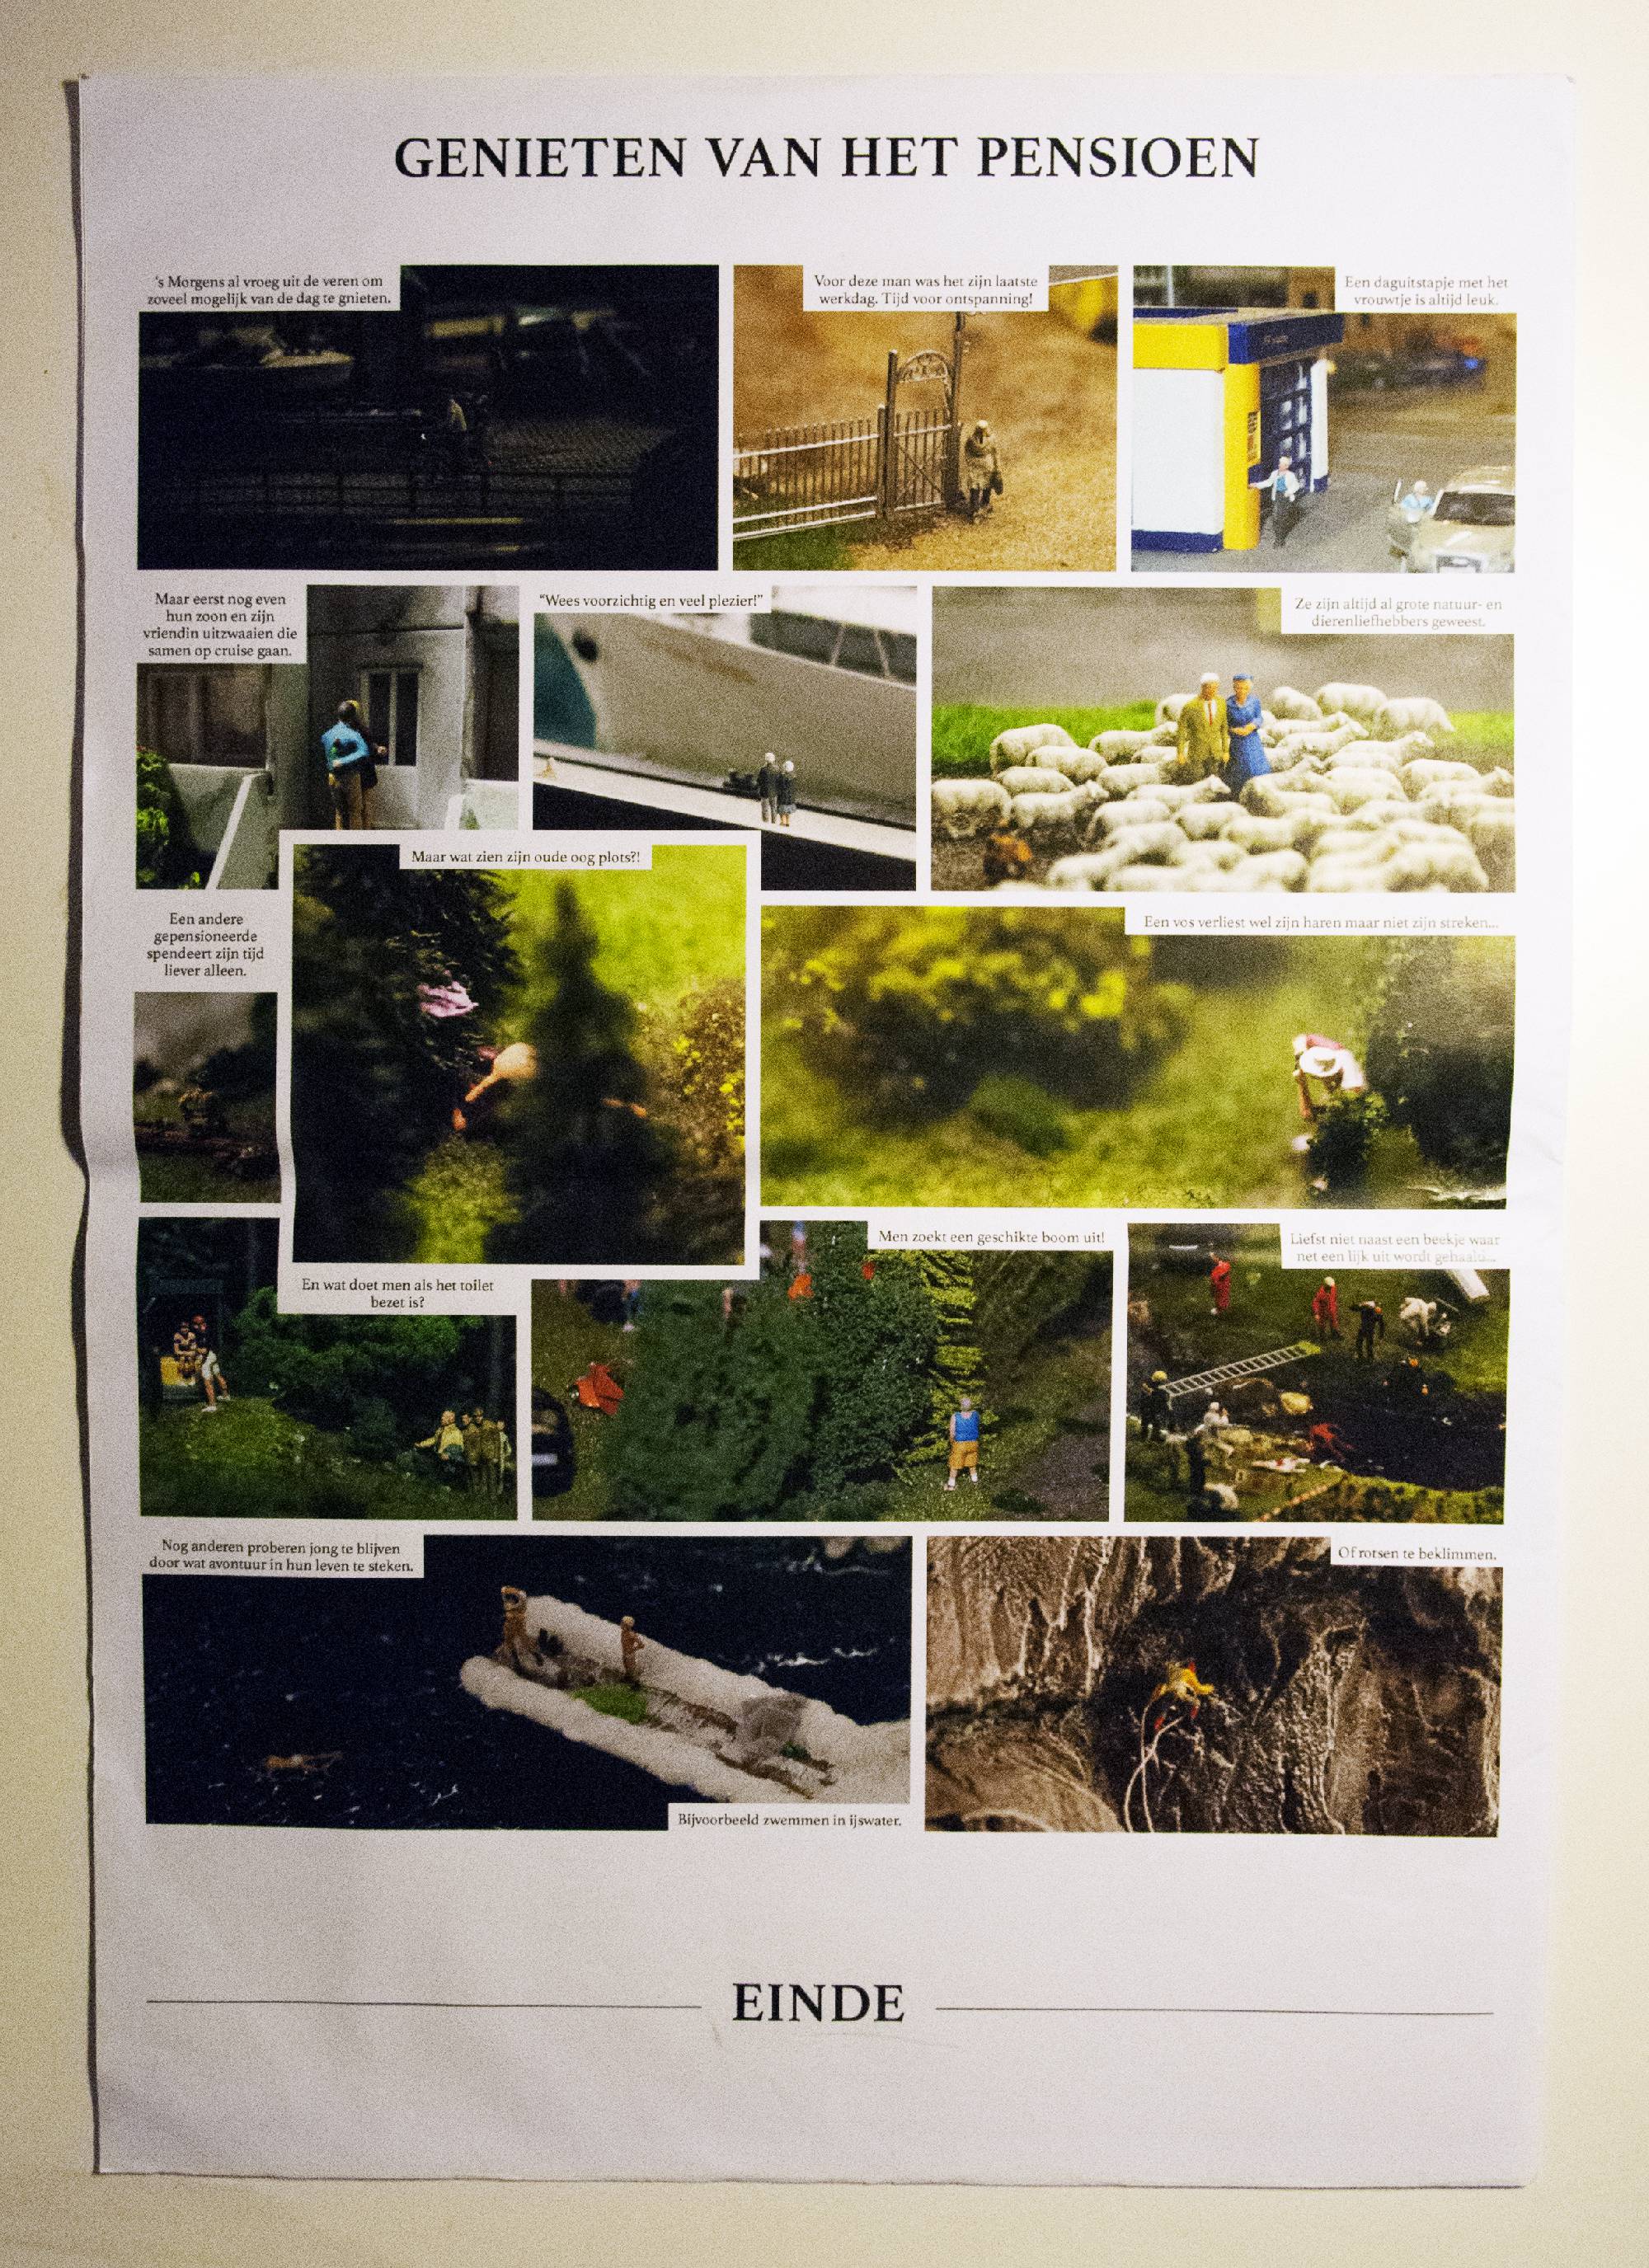 GENIETEN VAN HET PENSIOEN
's Morgens al vroeg uit de veren om
zoveel mogelijk van de dag te gnieten.
Voor deze man was het zijn laatste
werkdag. Tijd voor ontspanning!
Een daguitstapje met het
vrouwtje is altijd leuk.
Maar eerst nog even
hun zoon en zijn
vriendin uitzwaaien die
samen op cruise gaan.
"Wees voorzichtig en veel plezier!"
Ze zijn altijd al grote natuur- en
dierenliefhebbers geweest.
Een andere
gepensioneerde
spendeert zijn tijd
liever alleen.
Maar wat zien zijn oude oog plots?!
Een vos verliest wel zijn haren maar niet zijn streken...
En wat doet men als het toilet
bezet is?
Men zoekt een geschikte boom uit!
Liefst niet naast een beekje waar
net een lijk uit wordt gehaald...
Nog anderen proberen jong te blijven
door wat avontuur in hun leven te steken.
Bijvoorbeeld zwemmen in ijswater.
Of rotsen te beklimmen.
EINDE